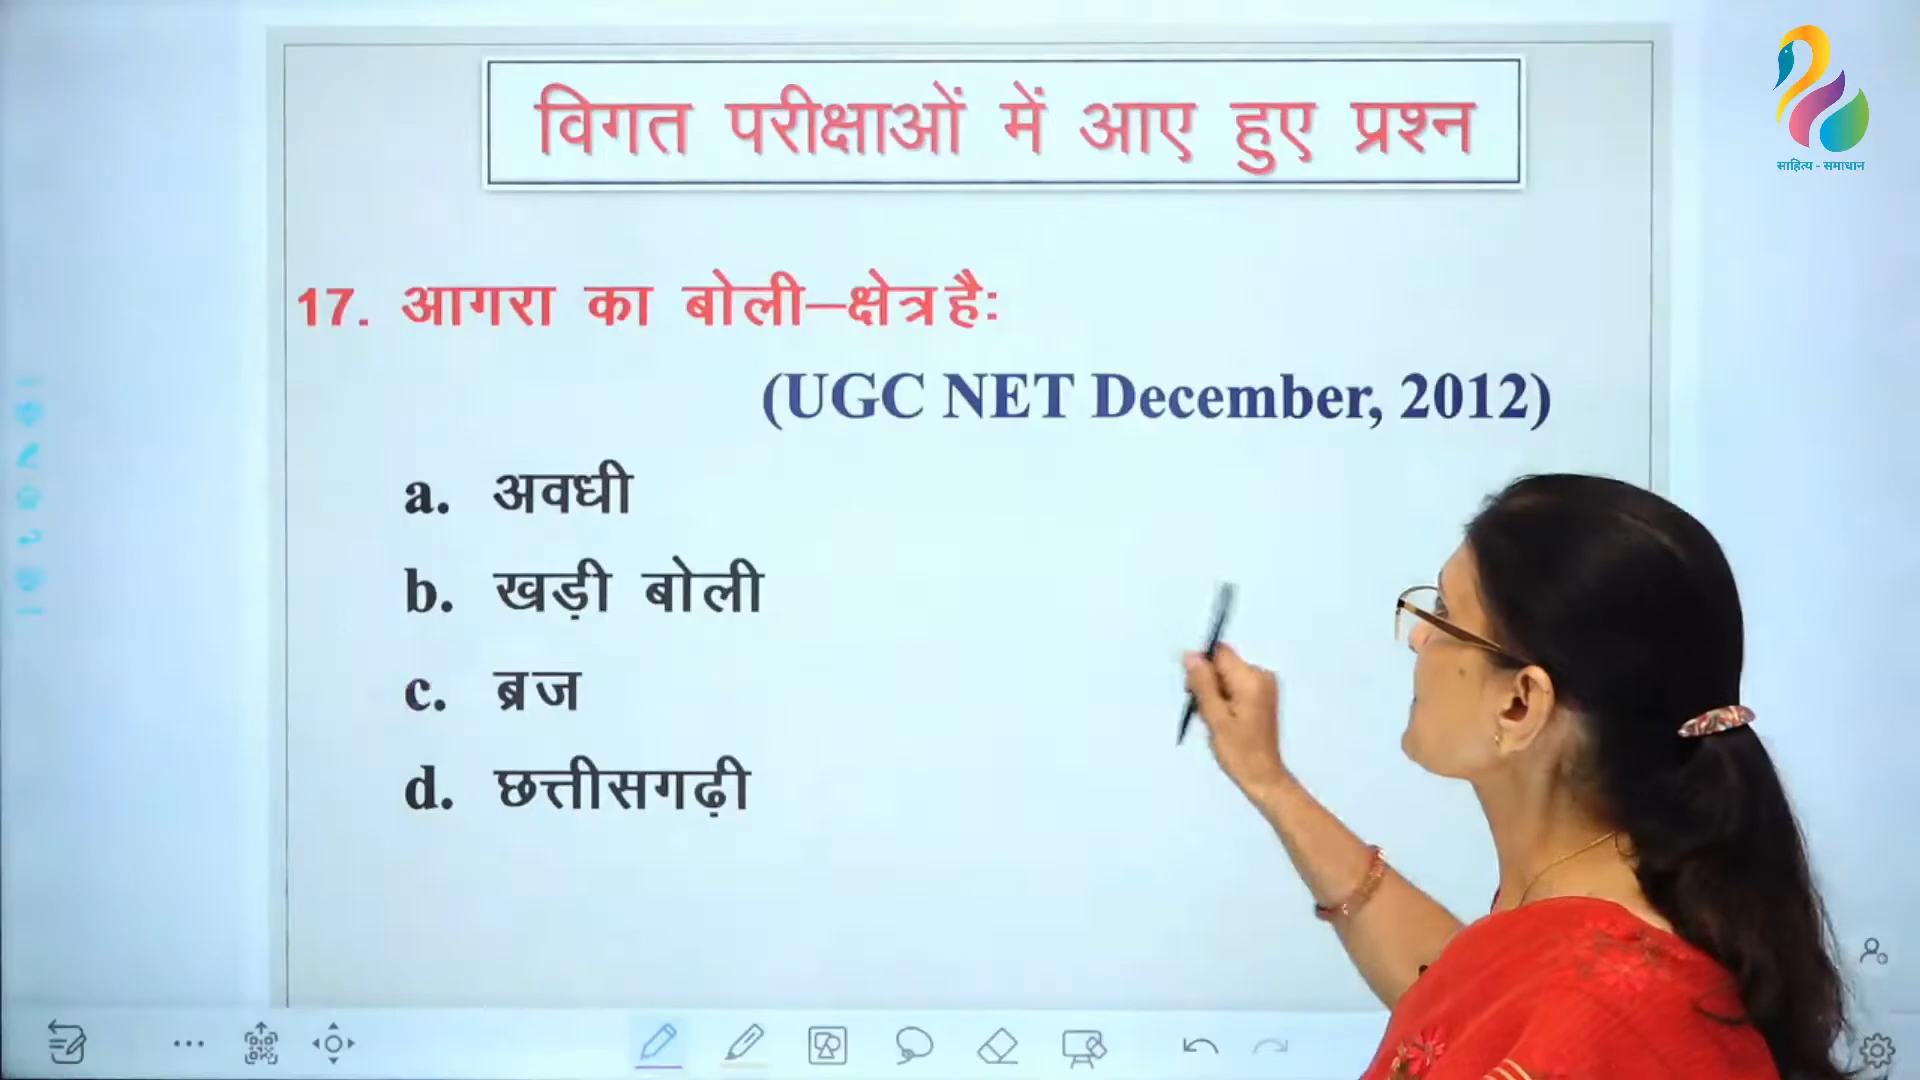 विगत परीक्षाओं में आए हुए प्रश्न
साहित्य - समाधान
17. आगरा का बोली–क्षेत्र है:
(UGC NET December, 2012)
a. अवधी
b. खड़ी बोली
c. ब्रज
d. छत्तीसगढ़ी